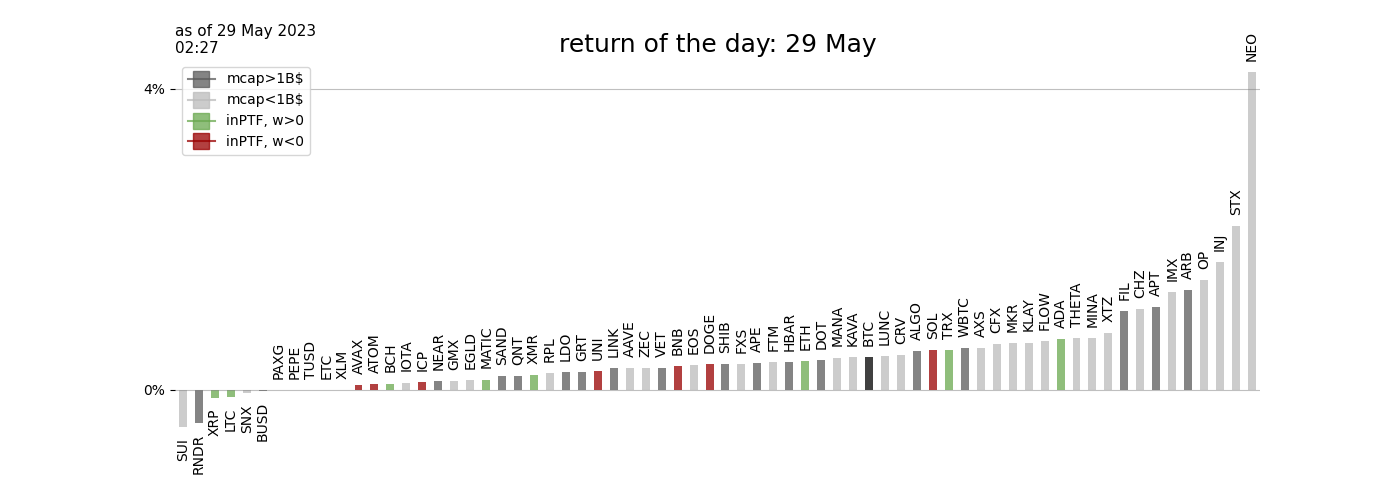 as of 29 May 2023
02:27
return of the day: 29 May
mcap>1B$
mcap<1B$
inPTF, w>0
inPTF, w<0
4%
0%
SUI
RNDR
XRP
LTC
SNX
BUSD
PAXG
PEPE
TUSD
ETC
XLM
AVAX
ATOM
BCH
IOTA
ICP
NEAR
GMX
EGLD
MATIC
SAND
QNT
XMR
RPL
LDO
GRT
UNI
LINK
AAVE
ZEC
VET
BNB
EOS
DOGE
SHIB
FXS
APE
FTM
HBAR
ETH
DOT
MANA
KAVA
BTC
LUNC
CRV
ALGO
SOL
TRX
WBTC
AXS
CFX
MKR
KLAY
FLOW
ADA
THETA
MINA
XTZ
FIL
CHZ
APT
IMX
ARB
OP
INJ
STX
NEO